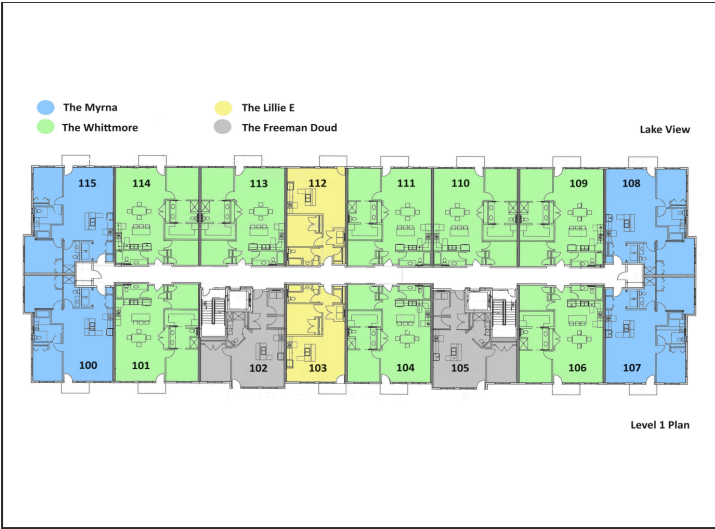 The Myrna The Lillie E
The Whittmore The Freeman Doud
Lake View
115 114 113 112 111 110 109 108
100 101 102 103 104 105 106 107
Level 1 Plan